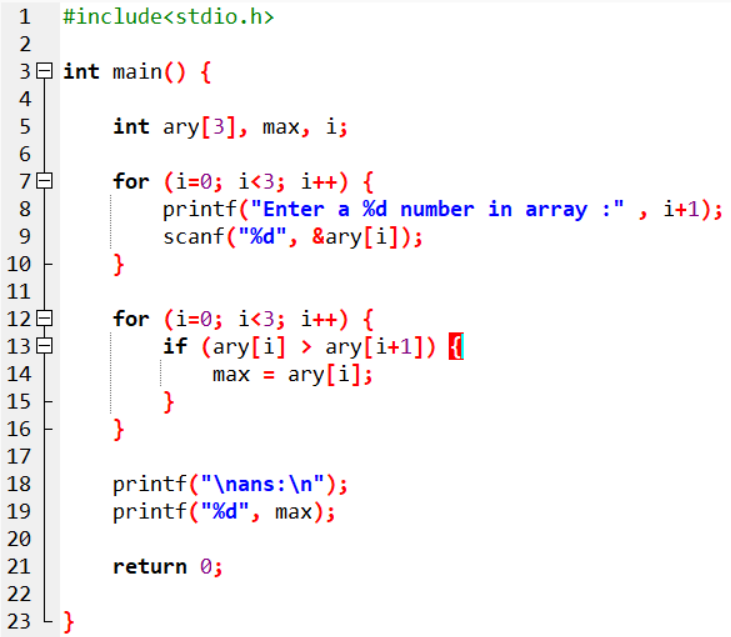 1 #include<stdio.h>
2
3 int main() {
4
5 int ary[3], max, i;
6
7 for (i=0; i<3; i++) {
8 printf("Enter a %d number in array :" , i+1);
9 scanf("%d", &ary[i]);
10 }
11
12 for (i=0; i<3; i++) {
13 if (ary[i] > ary[i+1]) {
14 max = ary[i];
15 }
16 }
17
18 printf("\nans:\n");
19 printf("%d", max);
20
21 return 0;
22
23 }